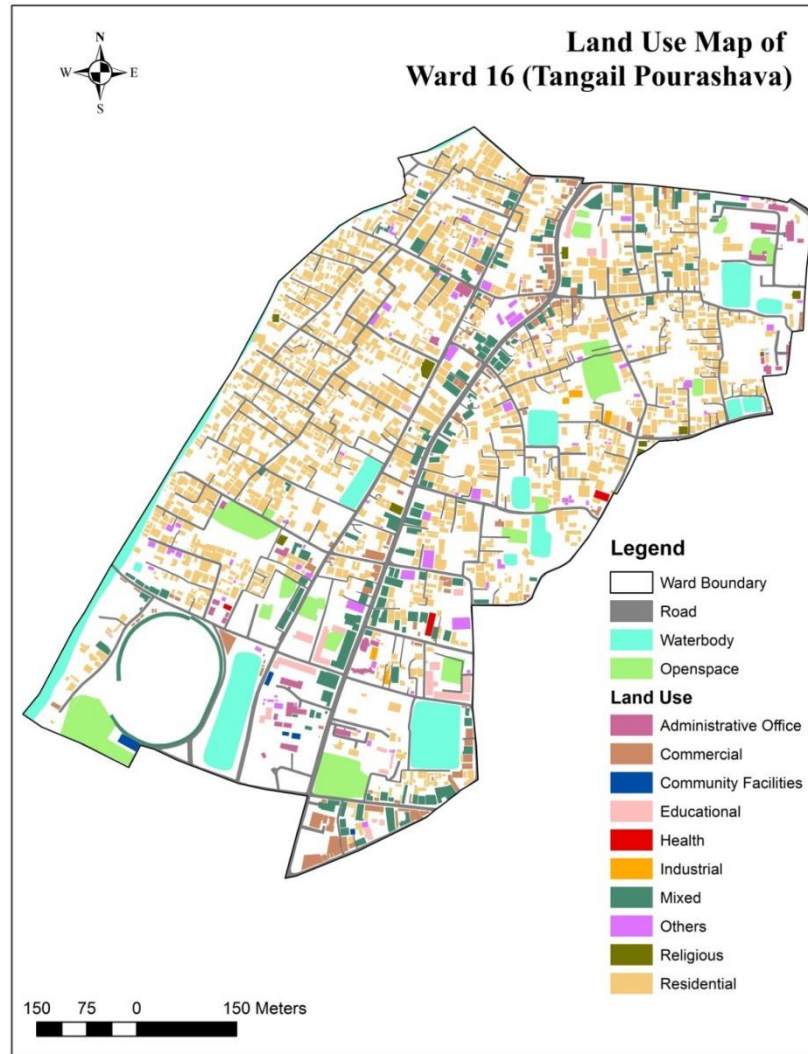 Land Use Map of
Ward 16 (Tangail Pourashava)
N
W E
S
Legend
Ward Boundary
Road
Waterbody
Openspace
Land Use
Administrative Office
Commercial
Community Facilities
Educational
Health
Industrial
Mixed
Others
Religious
Residential
150 75 0 150 Meters